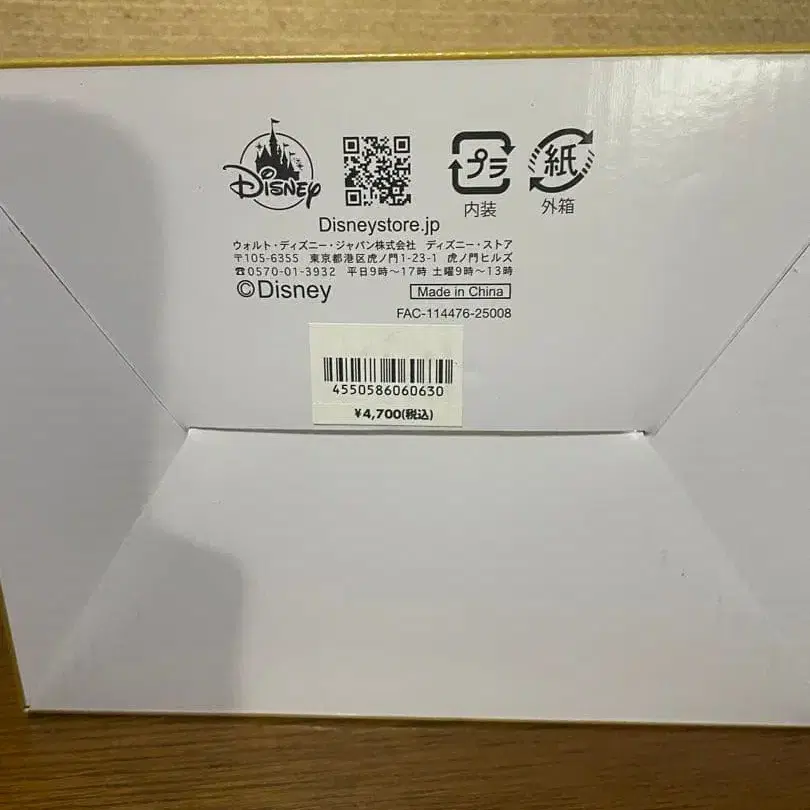 Disney
プラ
紙
内装
外箱
Disneystore.jp
ウォルト・ディズニー・ジャパン株式会社 ディズニー・ストア
〒105-6355 東京都港区虎ノ門1-23-1 虎ノ門ヒルズ
☎0570-01-3932 平日9時〜17時 土曜9時〜13時
©Disney
Made in China
FAC-114476-25008
4550586060630
¥4,700(税込)